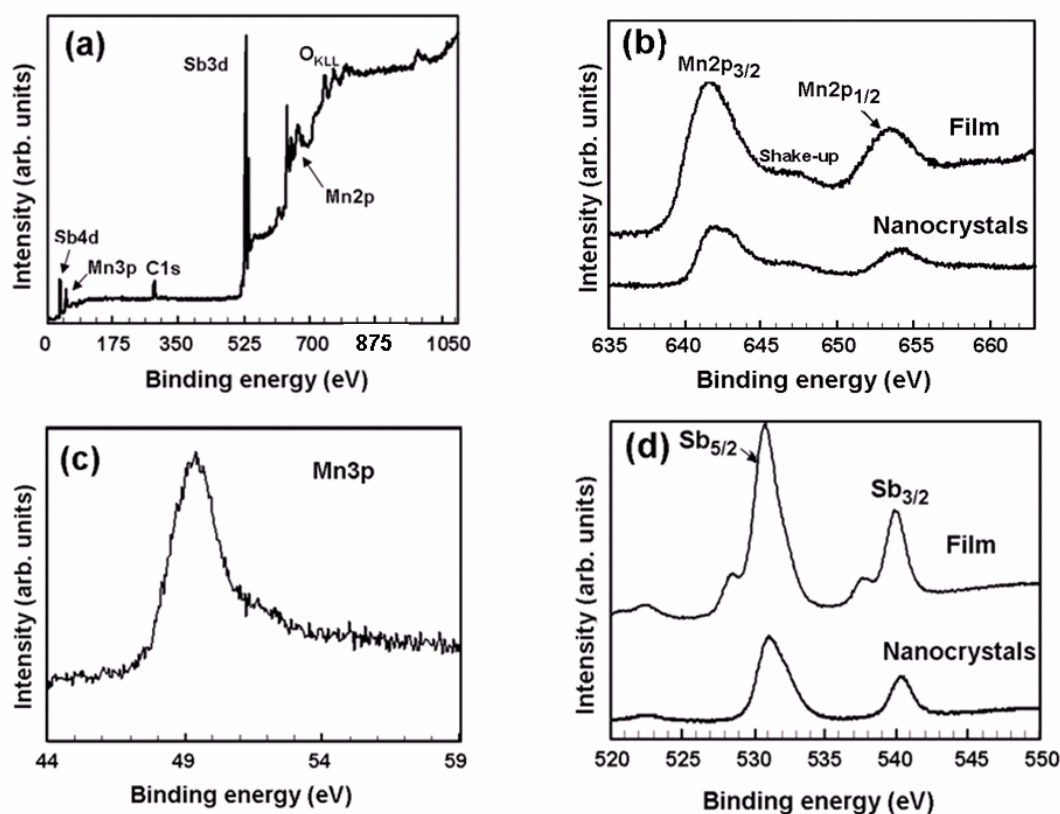 (a)
Sb3d
O_KLL
Mn2p
Sb4d
Mn3p
C1s
Intensity (arb. units)
0 175 350 525 700 875 1050
Binding energy (eV)
(b)
Mn2p3/2
Mn2p1/2
Film
Shake-up
Nanocrystals
Intensity (arb. units)
635 640 645 650 655 660
Binding energy (eV)
(c)
Mn3p
Intensity (arb. units)
44 49 54 59
Binding energy (eV)
(d)
Sb5/2
Sb3/2
Film
Nanocrystals
Intensity (arb. units)
520 525 530 535 540 545 550
Binding energy (eV)